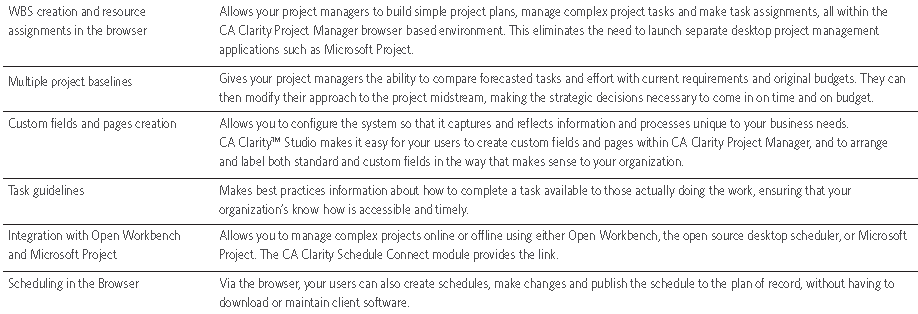 WBS creation and resource
assignments in the browser
Allows your project managers to build simple project plans, manage complex project tasks and make task assignments, all within the
CA Clarity Project Manager browser based environment. This eliminates the need to launch separate desktop project management
applications such as Microsoft Project.
Multiple project baselines
Gives your project managers the ability to compare forecasted tasks and effort with current requirements and original budgets. They can
then modify their approach to the project midstream, making the strategic decisions necessary to come in on time and on budget.
Custom fields and pages creation
Allows you to configure the system so that it captures and reflects information and processes unique to your business needs.
CA Clarity™ Studio makes it easy for your users to create custom fields and pages within CA Clarity Project Manager, and to arrange
and label both standard and custom fields in the way that makes sense to your organization.
Task guidelines
Makes best practices information about how to complete a task available to those actually doing the work, ensuring that your
organization's know how is accessible and timely.
Integration with Open Workbench
and Microsoft Project
Allows you to manage complex projects online or offline using either Open Workbench, the open source desktop scheduler, or Microsoft
Project. The CA Clarity Schedule Connect module provides the link.
Scheduling in the Browser
Via the browser, your users can also create schedules, make changes and publish the schedule to the plan of record, without having to
download or maintain client software.